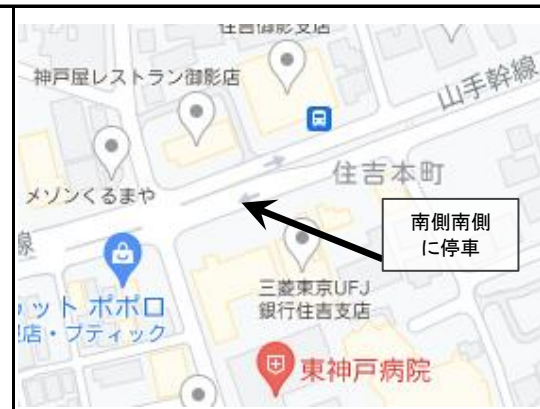 住吉御影支店
神戸屋レストラン御影店
山手幹線
住吉本町
メゾンくるまや
南側南側
に停車
線
三菱東京UFJ
銀行住吉支店
ット ポポロ
店・ブティック
東神戸病院